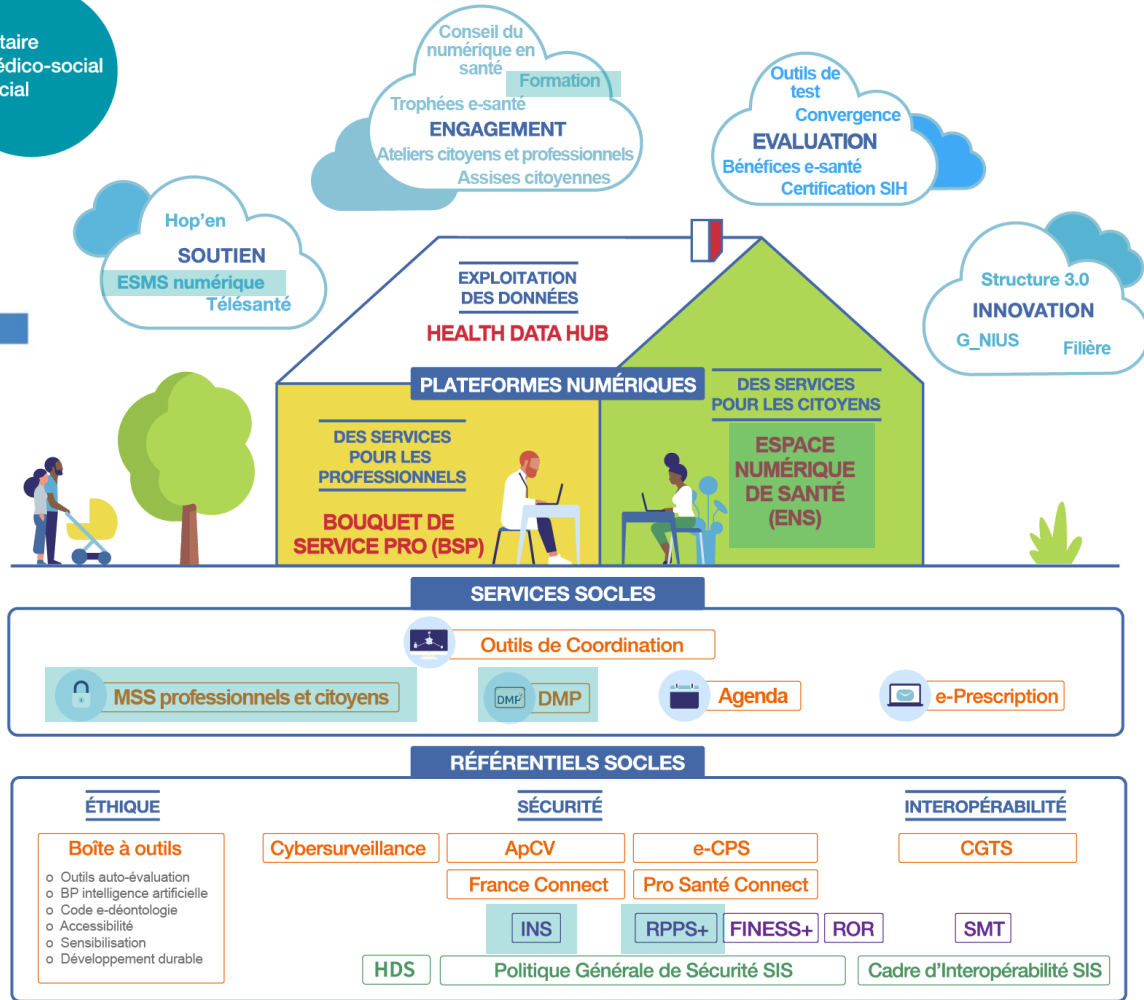 taire
édico-social
cial
Conseil du
numérique en
santé
Formation
Trophées e-santé
ENGAGEMENT
Ateliers citoyens et professionnels
Assises citoyennes
Outils de
test
Convergence
EVALUATION
Bénéfices e-santé
Certification SIH
Hop'en
SOUTIEN
ESMS numérique
Télésanté
Structure 3.0
INNOVATION
G_NIUS
Filière
EXPLOITATION
DES DONNÉES
HEALTH DATA HUB
PLATEFORMES NUMÉRIQUES
DES SERVICES
POUR LES
PROFESSIONNELS
BOUQUET DE
SERVICE PRO (BSP)
DES SERVICES
POUR LES CITOYENS
ESPACE
NUMÉRIQUE
DE SANTÉ
(ENS)
SERVICES SOCLES
Outils de Coordination
MSS professionnels et citoyens
DMP DMP
Agenda
e-Prescription
RÉFÉRENTIELS SOCLES
ÉTHIQUE
Boîte à outils
o Outils auto-évaluation
o BP intelligence artificielle
o Code e-déontologie
o Accessibilité
o Sensibilisation
o Développement durable
SÉCURITÉ
Cybersurveillance
ApCV
e-CPS
France Connect
Pro Santé Connect
INS
RPPS+
FINESS+
ROR
HDS
Politique Générale de Sécurité SIS
INTEROPÉRABILITÉ
CGTS
SMT
Cadre d'Interopérabilité SIS